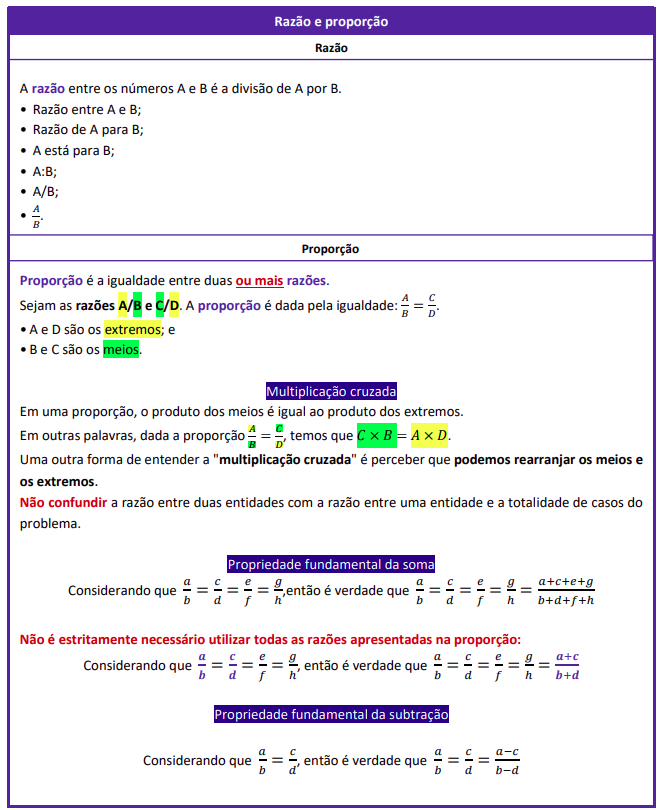 Razão e proporção
Razão
A razão entre os números A e B é a divisão de A por B.
• Razão entre A e B;
• Razão de A para B;
• A está para B;
• A:B;
• A/B;
• A/B.
Proporção
Proporção é a igualdade entre duas ou mais razões.
Sejam as razões A/B e C/D. A proporção é dada pela igualdade: A/B = C/D.
• A e D são os extremos; e
• B e C são os meios.
Multiplicação cruzada
Em uma proporção, o produto dos meios é igual ao produto dos extremos.
Em outras palavras, dada a proporção A/B = C/D, temos que C × B = A × D.
Uma outra forma de entender a "multiplicação cruzada" é perceber que podemos rearranjar os meios e
os extremos.
Não confundir a razão entre duas entidades com a razão entre uma entidade e a totalidade de casos do
problema.
Propriedade fundamental da soma
Considerando que a/b = c/d = e/f = g/h, então é verdade que a/b = c/d = e/f = g/h = a+c+e+g/b+d+f+h
Não é estritamente necessário utilizar todas as razões apresentadas na proporção:
Considerando que a/b = c/d = e/f = g/h, então é verdade que a/b = c/d = e/f = g/h = a+c/b+d
Propriedade fundamental da subtração
Considerando que a/b = c/d, então é verdade que a/b = c/d = a−c/b−d